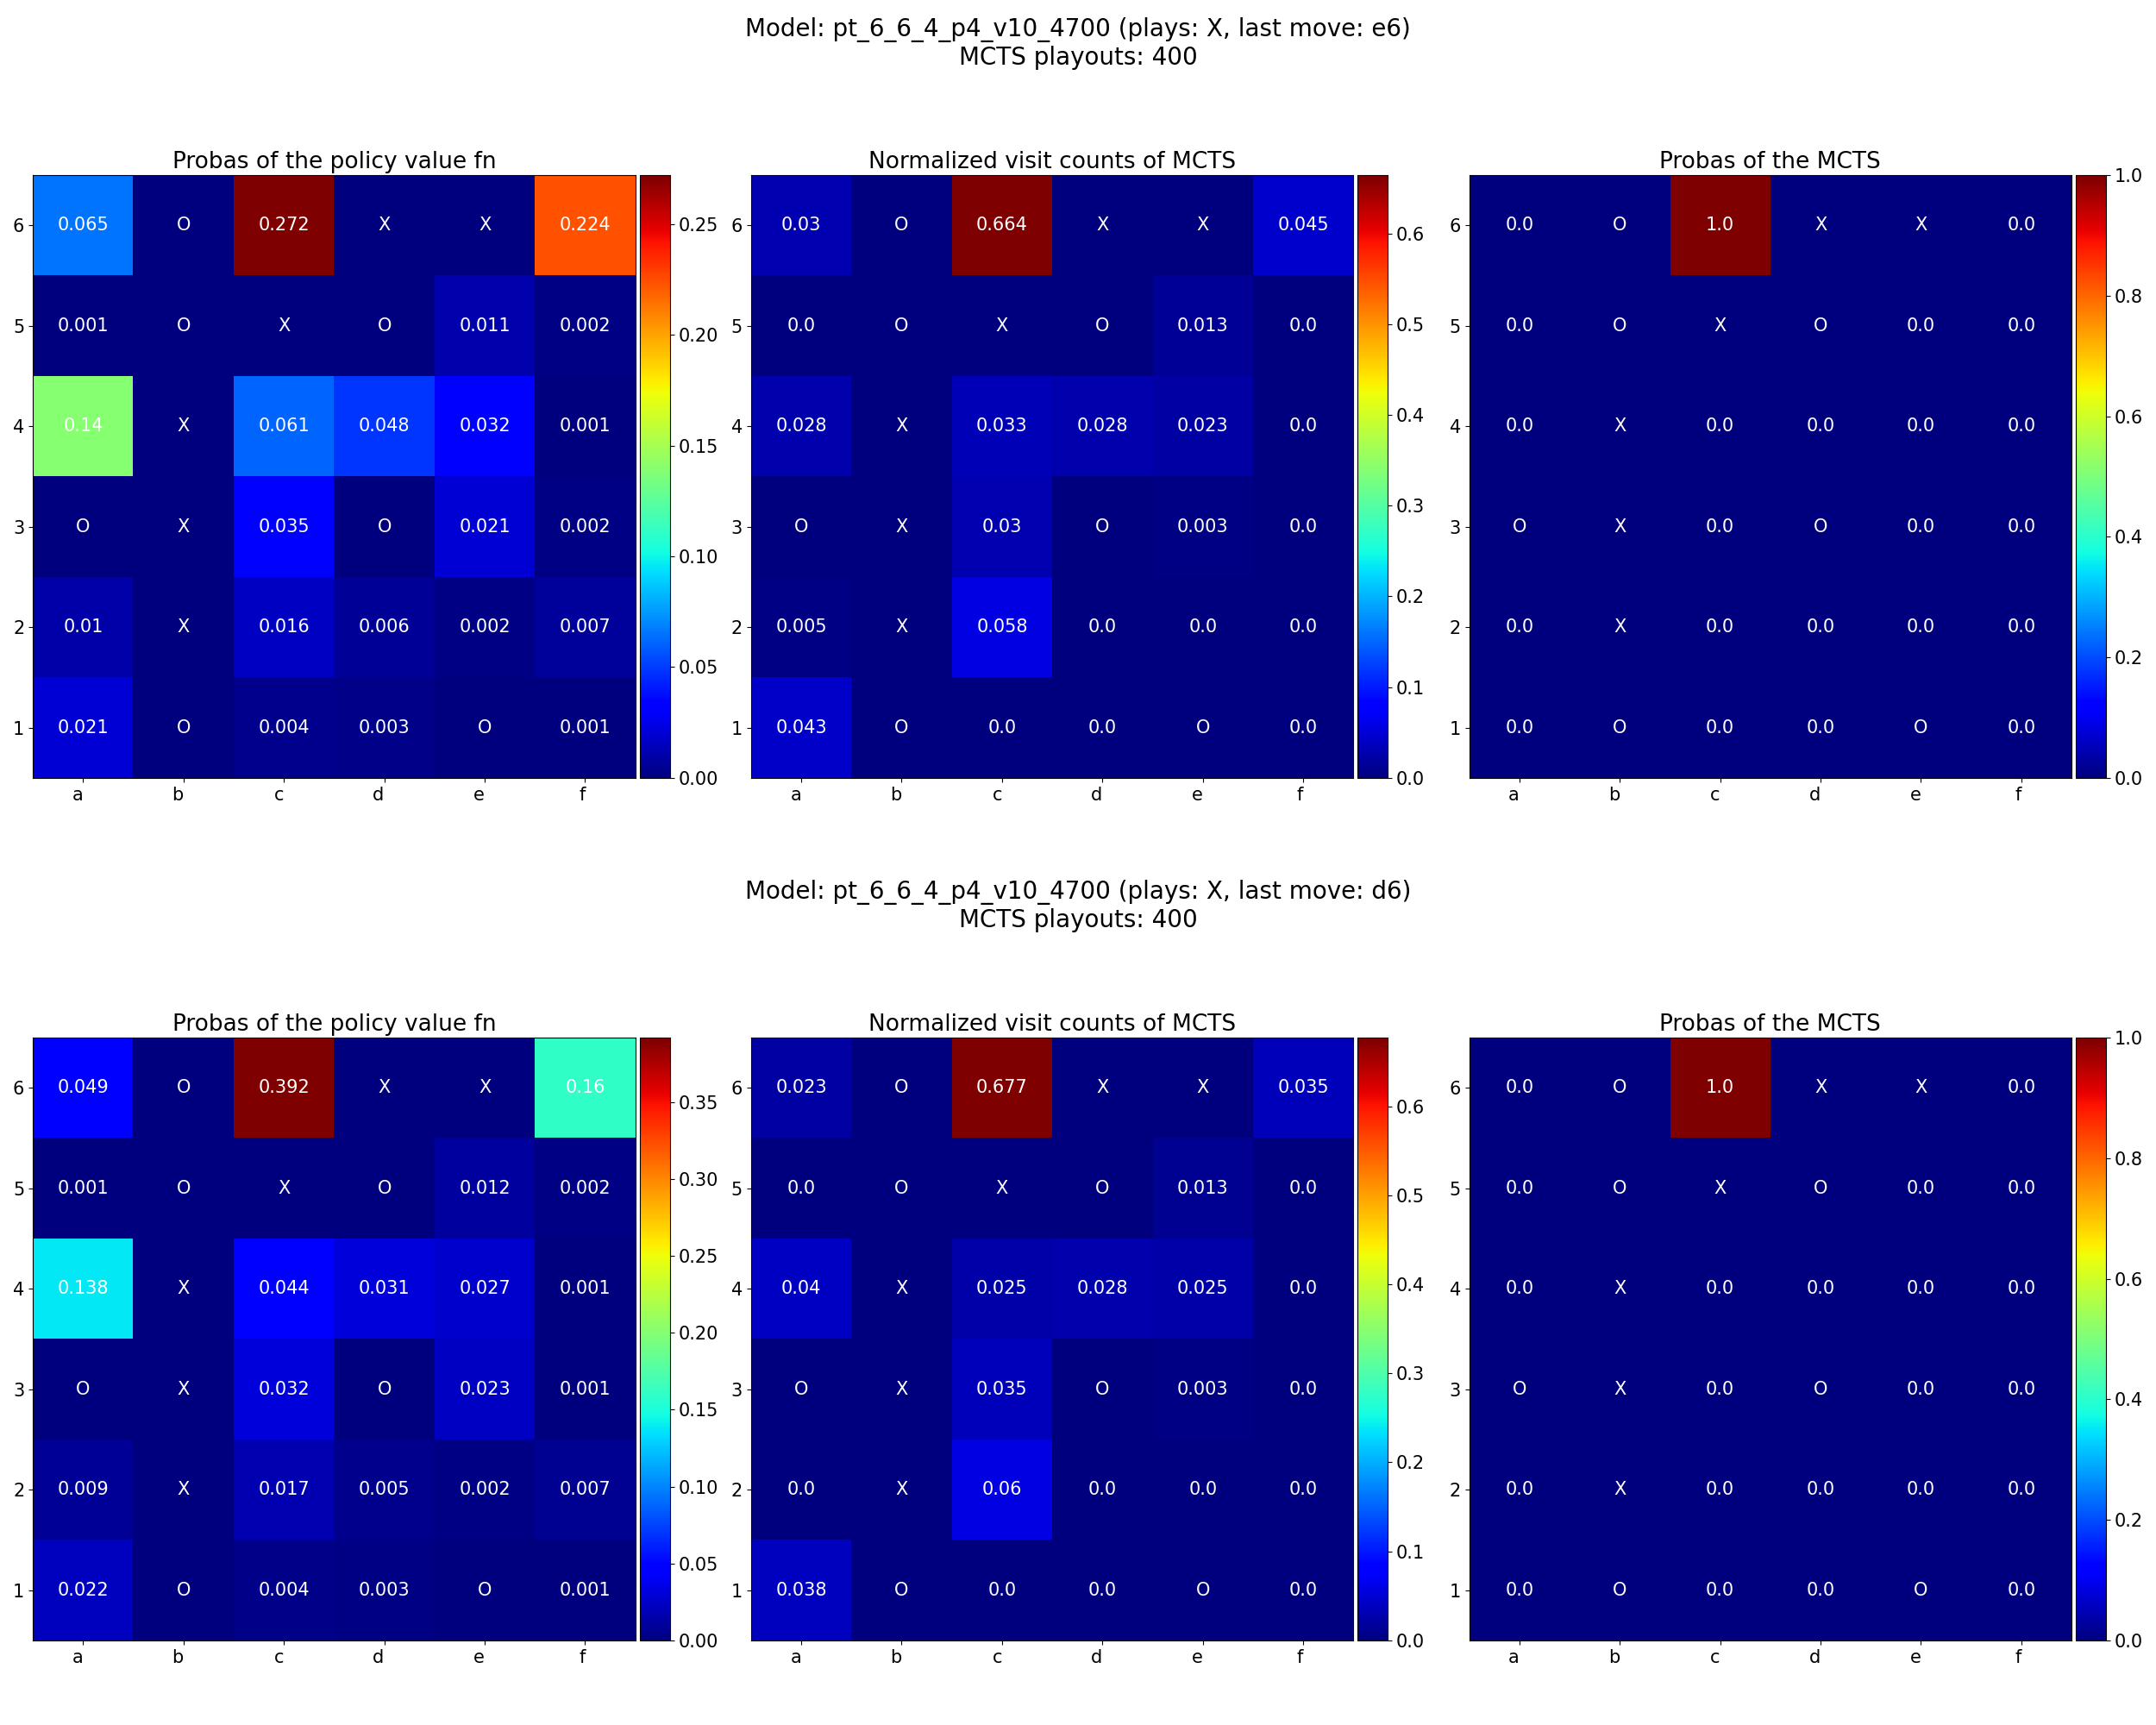 Model: pt_6_6_4_p4_v10_4700 (plays: X, last move: e6)
MCTS playouts: 400
Probas of the policy value fn
6 0.065 O 0.272 X X 0.224
5 0.001 O X O 0.011 0.002
4 0.14 X 0.061 0.048 0.032 0.001
3 O X 0.035 O 0.021 0.002
2 0.01 X 0.016 0.006 0.002 0.007
1 0.021 O 0.004 0.003 O 0.001
a b c d e f
0.25
0.20
0.15
0.10
0.05
0.00
Normalized visit counts of MCTS
6 0.03 O 0.664 X X 0.045
5 0.0 O X O 0.013 0.0
4 0.028 X 0.033 0.028 0.023 0.0
3 O X 0.03 O 0.003 0.0
2 0.005 X 0.058 0.0 0.0 0.0
1 0.043 O 0.0 0.0 O 0.0
a b c d e f
0.6
0.5
0.4
0.3
0.2
0.1
0.0
Probas of the MCTS
6 0.0 O 1.0 X X 0.0
5 0.0 O X O 0.0 0.0
4 0.0 X 0.0 0.0 0.0 0.0
3 O X 0.0 O 0.0 0.0
2 0.0 X 0.0 0.0 0.0 0.0
1 0.0 O 0.0 0.0 O 0.0
a b c d e f
1.0
0.8
0.6
0.4
0.2
0.0
Model: pt_6_6_4_p4_v10_4700 (plays: X, last move: d6)
MCTS playouts: 400
Probas of the policy value fn
6 0.049 O 0.392 X X 0.16
5 0.001 O X O 0.012 0.002
4 0.138 X 0.044 0.031 0.027 0.001
3 O X 0.032 O 0.023 0.001
2 0.009 X 0.017 0.005 0.002 0.007
1 0.022 O 0.004 0.003 O 0.001
a b c d e f
0.35
0.30
0.25
0.20
0.15
0.10
0.05
0.00
Normalized visit counts of MCTS
6 0.023 O 0.677 X X 0.035
5 0.0 O X O 0.013 0.0
4 0.04 X 0.025 0.028 0.025 0.0
3 O X 0.035 O 0.003 0.0
2 0.0 X 0.06 0.0 0.0 0.0
1 0.038 O 0.0 0.0 O 0.0
a b c d e f
0.6
0.5
0.4
0.3
0.2
0.1
0.0
Probas of the MCTS
6 0.0 O 1.0 X X 0.0
5 0.0 O X O 0.0 0.0
4 0.0 X 0.0 0.0 0.0 0.0
3 O X 0.0 O 0.0 0.0
2 0.0 X 0.0 0.0 0.0 0.0
1 0.0 O 0.0 0.0 O 0.0
a b c d e f
1.0
0.8
0.6
0.4
0.2
0.0